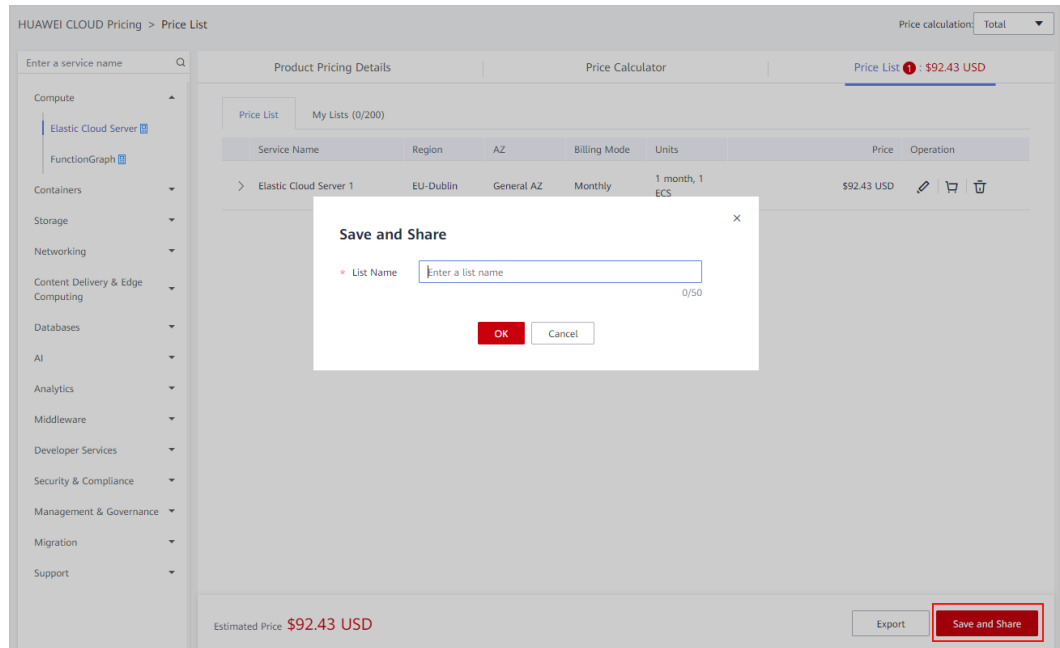 HUAWEI CLOUD Pricing > Price List
Price calculation: Total
Enter a service name
Product Pricing Details
Price Calculator
Price List 1 : $92.43 USD
Compute
Elastic Cloud Server
FunctionGraph
Containers
Storage
Networking
Content Delivery & Edge
Computing
Databases
AI
Analytics
Middleware
Developer Services
Security & Compliance
Management & Governance
Migration
Support
Price List
My Lists (0/200)
Service Name Region AZ Billing Mode Units Price Operation
Elastic Cloud Server 1 EU-Dublin General AZ Monthly 1 month, 1 $92.43 USD
ECS
Save and Share
* List Name Enter a list name
0/50
OK Cancel
Estimated Price $92.43 USD
Export Save and Share